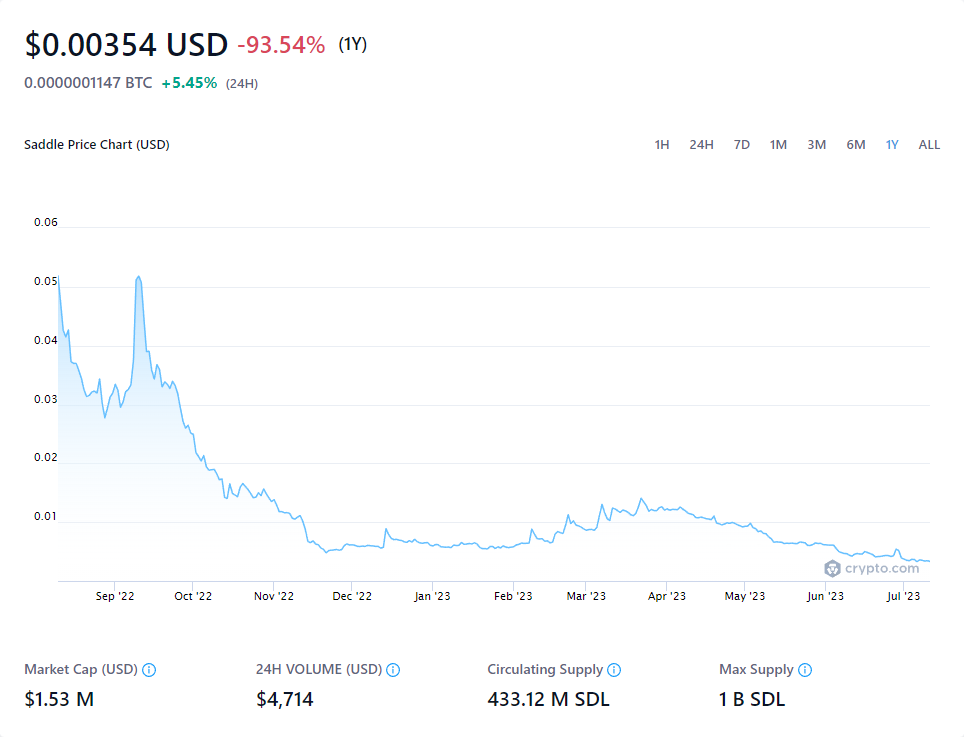 $0.00354 USD -93.54% (1Y)
0.0000001147 BTC +5.45% (24H)
Saddle Price Chart (USD) 1H 24H 7D 1M 3M 6M 1Y ALL
0.06
0.05
0.04
0.03
0.02
0.01
crypto.com
Sep '22 Oct '22 Nov '22 Dec '22 Jan '23 Feb '23 Mar '23 Apr '23 May '23 Jun '23 Jul '23
Market Cap (USD) 24H VOLUME (USD) Circulating Supply Max Supply
$1.53 M $4,714 433.12 M SDL 1 B SDL